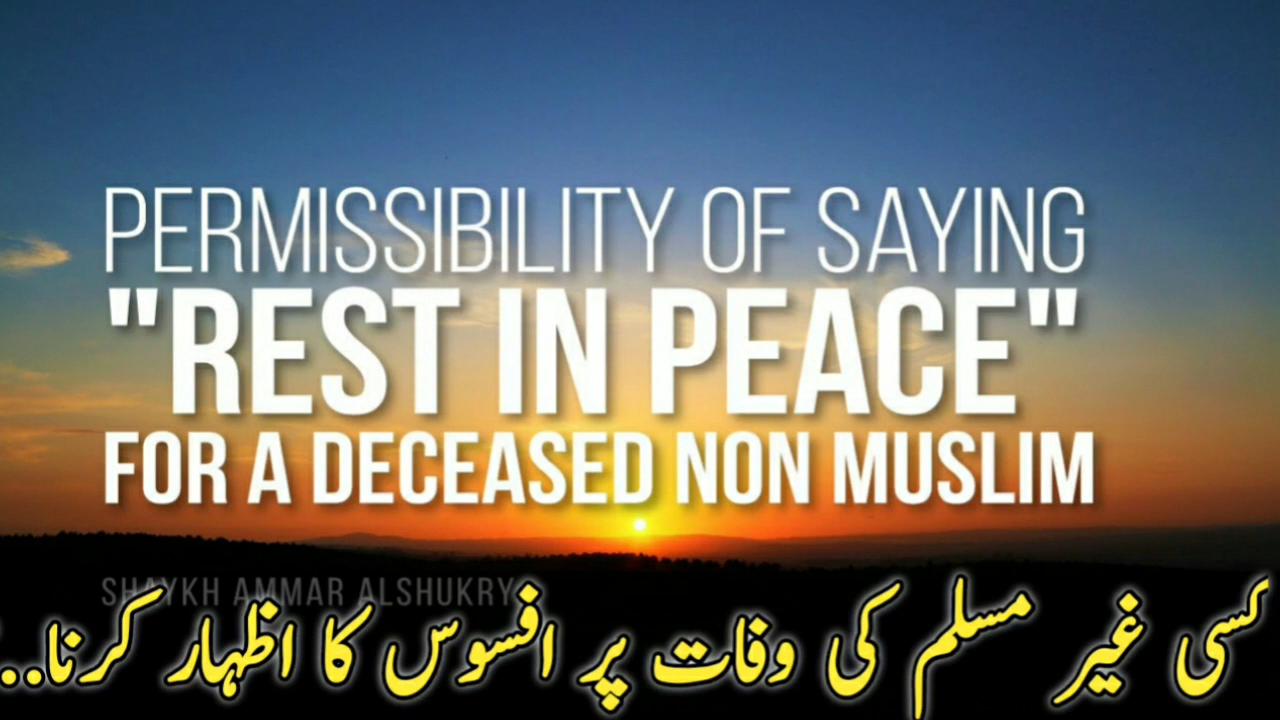 PERMISSIBILITY OF SAYING
"REST IN PEACE"
FOR A DECEASED NON MUSLIM
SHAYKH AMMAR ALSHUKRY
کسی غیر مسلم کی وفات پر افسوس کا اظہار کرنا..